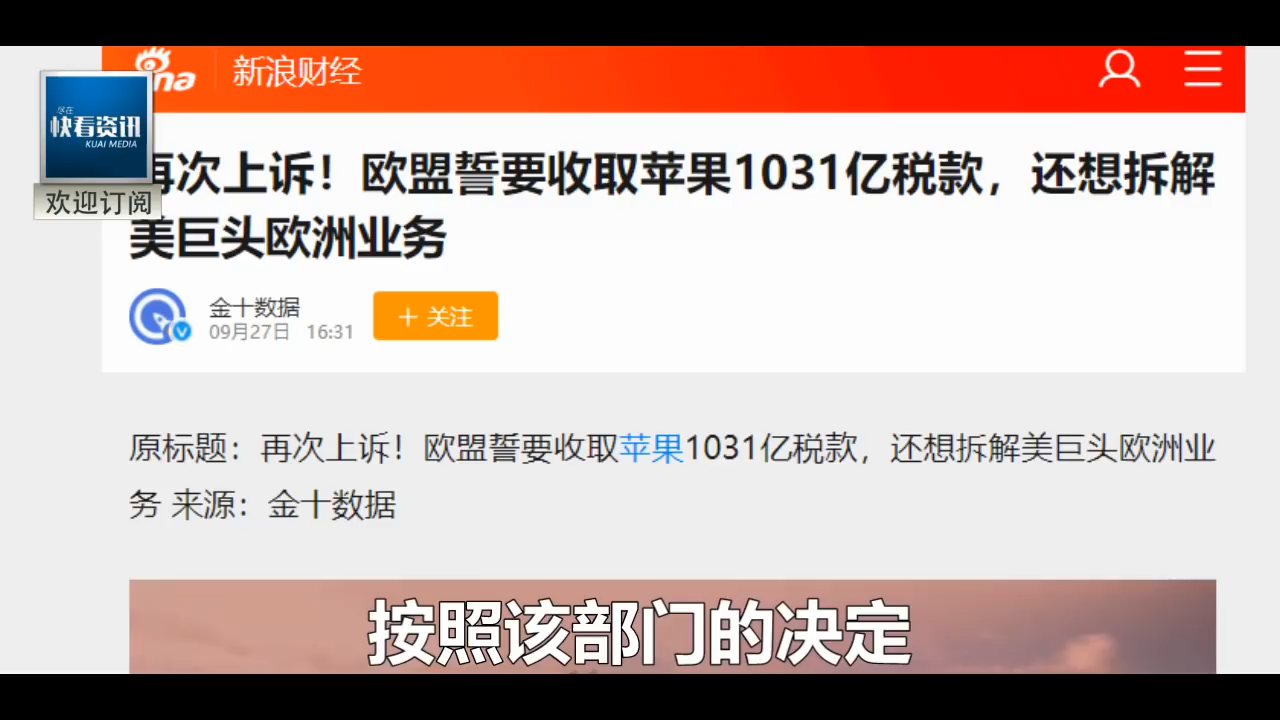 新浪财经
尽在
快看资讯
KUAI MEDIA
欢迎订阅
再次上诉！欧盟誓要收取苹果1031亿税款，还想拆解
美巨头欧洲业务
金十数据
09月27日 16:31
+ 关注
原标题：再次上诉！欧盟誓要收取苹果1031亿税款，还想拆解美巨头欧洲业
务 来源：金十数据
按照该部门的决定